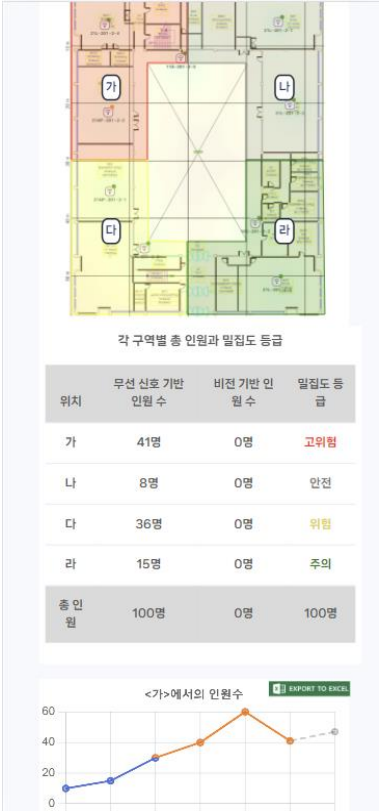 가
나
다
라
각 구역별 총 인원과 밀집도 등급
위치 무선 신호 기반 인원 수 비전 기반 인원 수 밀집도 등급
가 41명 0명 고위험
나 8명 0명 안전
다 36명 0명 위험
라 15명 0명 주의
총 인원 100명 0명 100명
<가>에서의 인원수
EXPORT TO EXCEL
60
40
20
0